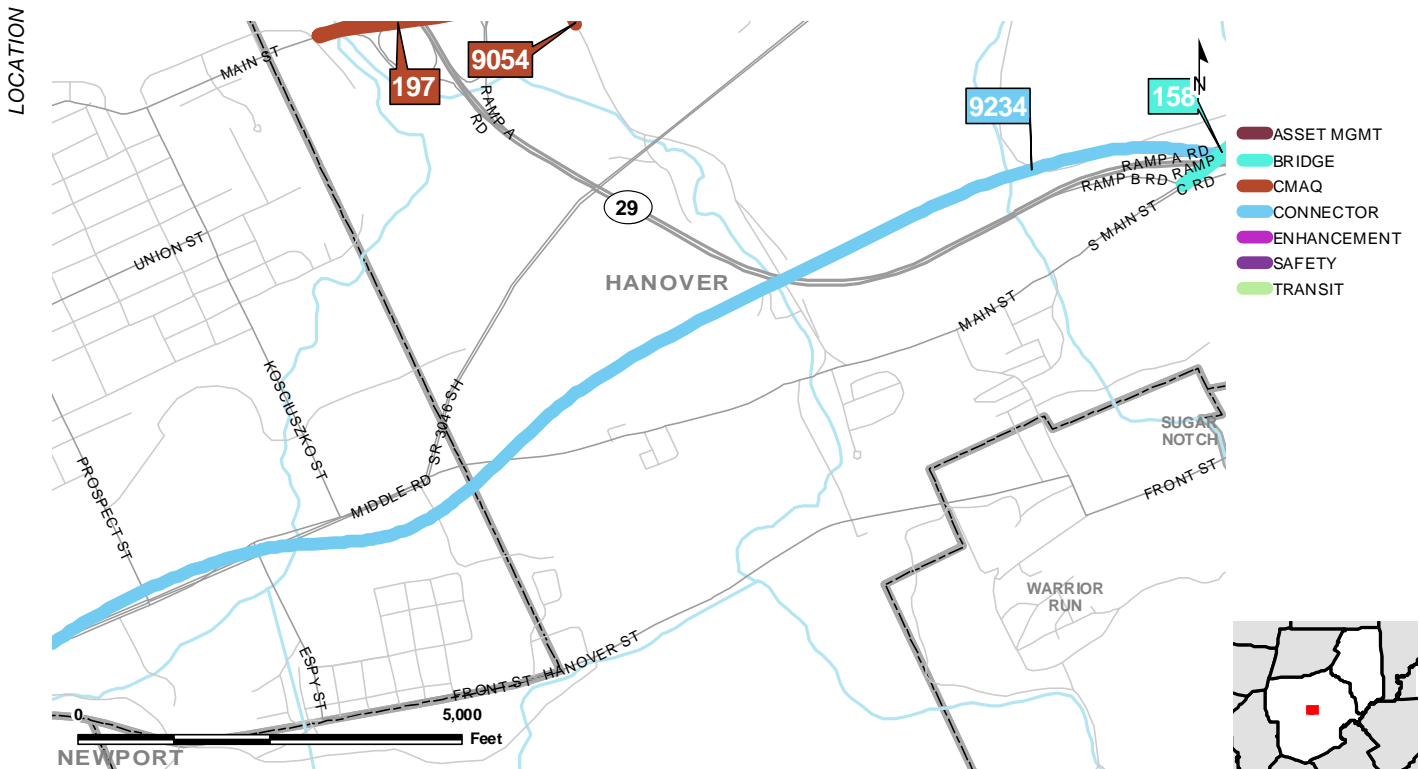 LOCATION
197
9054
9234
158
N
MAIN ST
RAMP A
RD
29
UNION ST
HANOVER
RAMP A RD
RAMP B RD
RAMP
C RD
S MAIN ST
MAIN ST
KOSCIUSZKO ST
SR 3046 SH
PROSPECT ST
MIDDLE RD
SUGAR
NOTCH
FRONT ST
WARRIOR
RUN
ESPY ST
FRONT ST
HANOVER ST
NEWPORT
0
5,000
Feet
ASSET MGMT
BRIDGE
CMAQ
CONNECTOR
ENHANCEMENT
SAFETY
TRANSIT